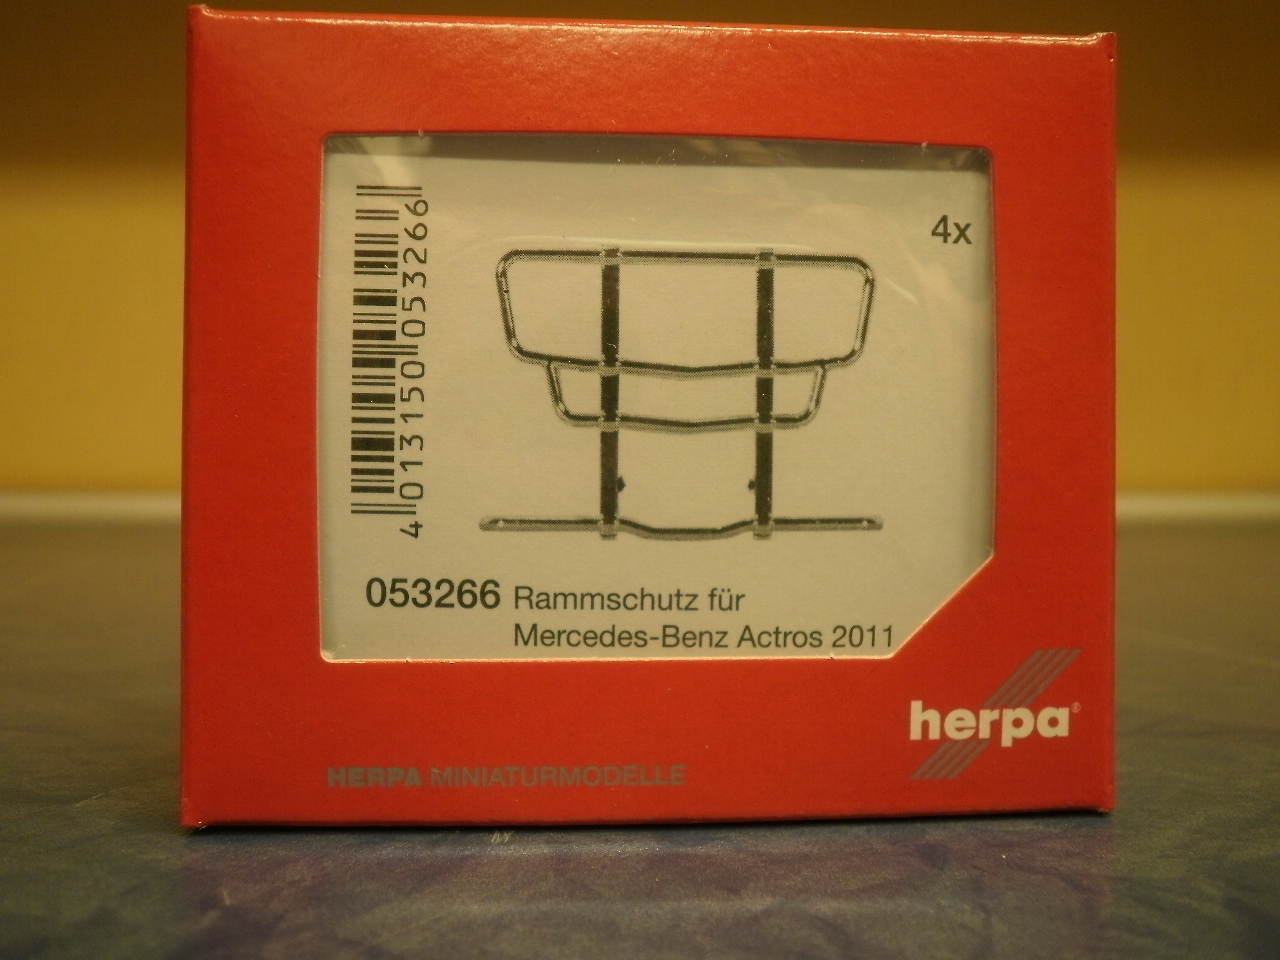 4x
4 013150 053266
053266 Rammschutz für
Mercedes-Benz Actros 2011
herpa®
HERPA MINIATURMODELLE